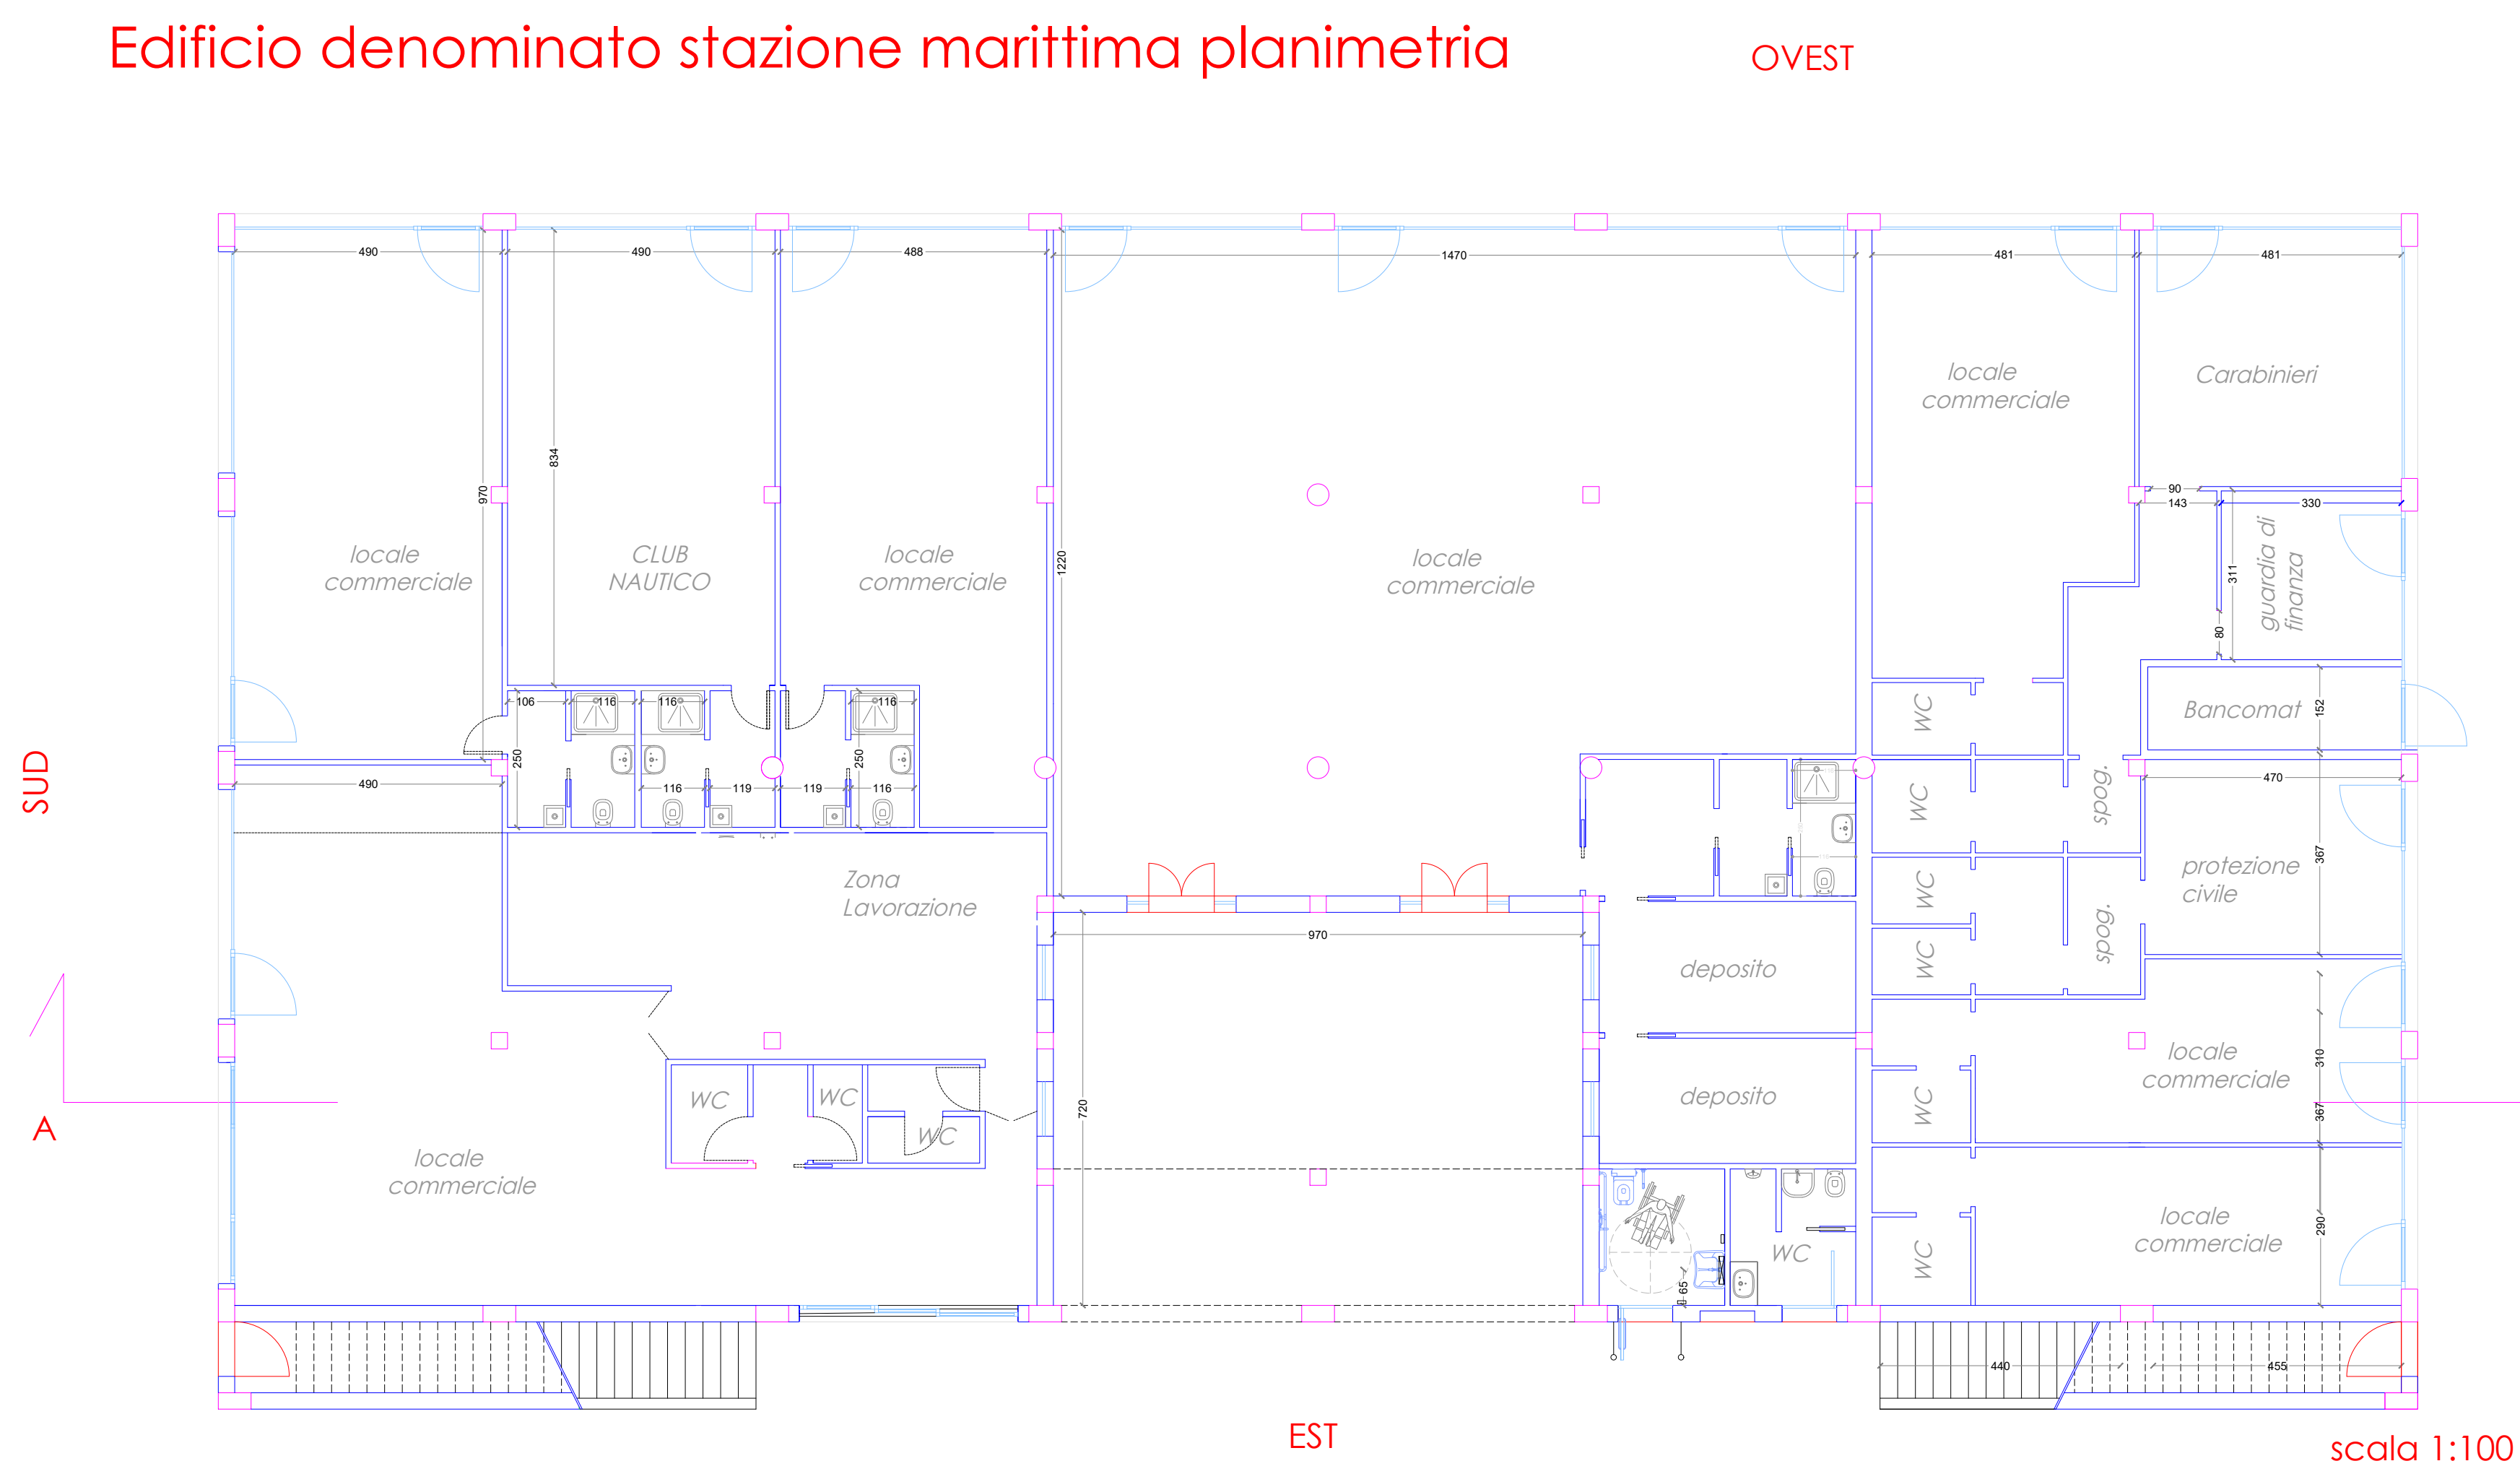 Edificio denominato stazione marittima planimetria
OVEST
490
490
488
1470
481
481
locale
commerciale
Carabinieri
834
970
90
143
330
locale
commerciale
CLUB
NAUTICO
locale
commerciale
1220
locale
commerciale
311
guardia di
finanza
80
106
116
116
116
WC
Bancomat
152
250
250
SUD
490
116
119
119
116
WC
spog.
470
367
protezione
civile
Zona
Lavorazione
WC
970
deposito
WC
spog.
locale
commerciale
310
WC
WC
WC
720
deposito
WC
367
A
locale
commerciale
locale
commerciale
290
WC
WC
65
440
455
EST
scala 1:100